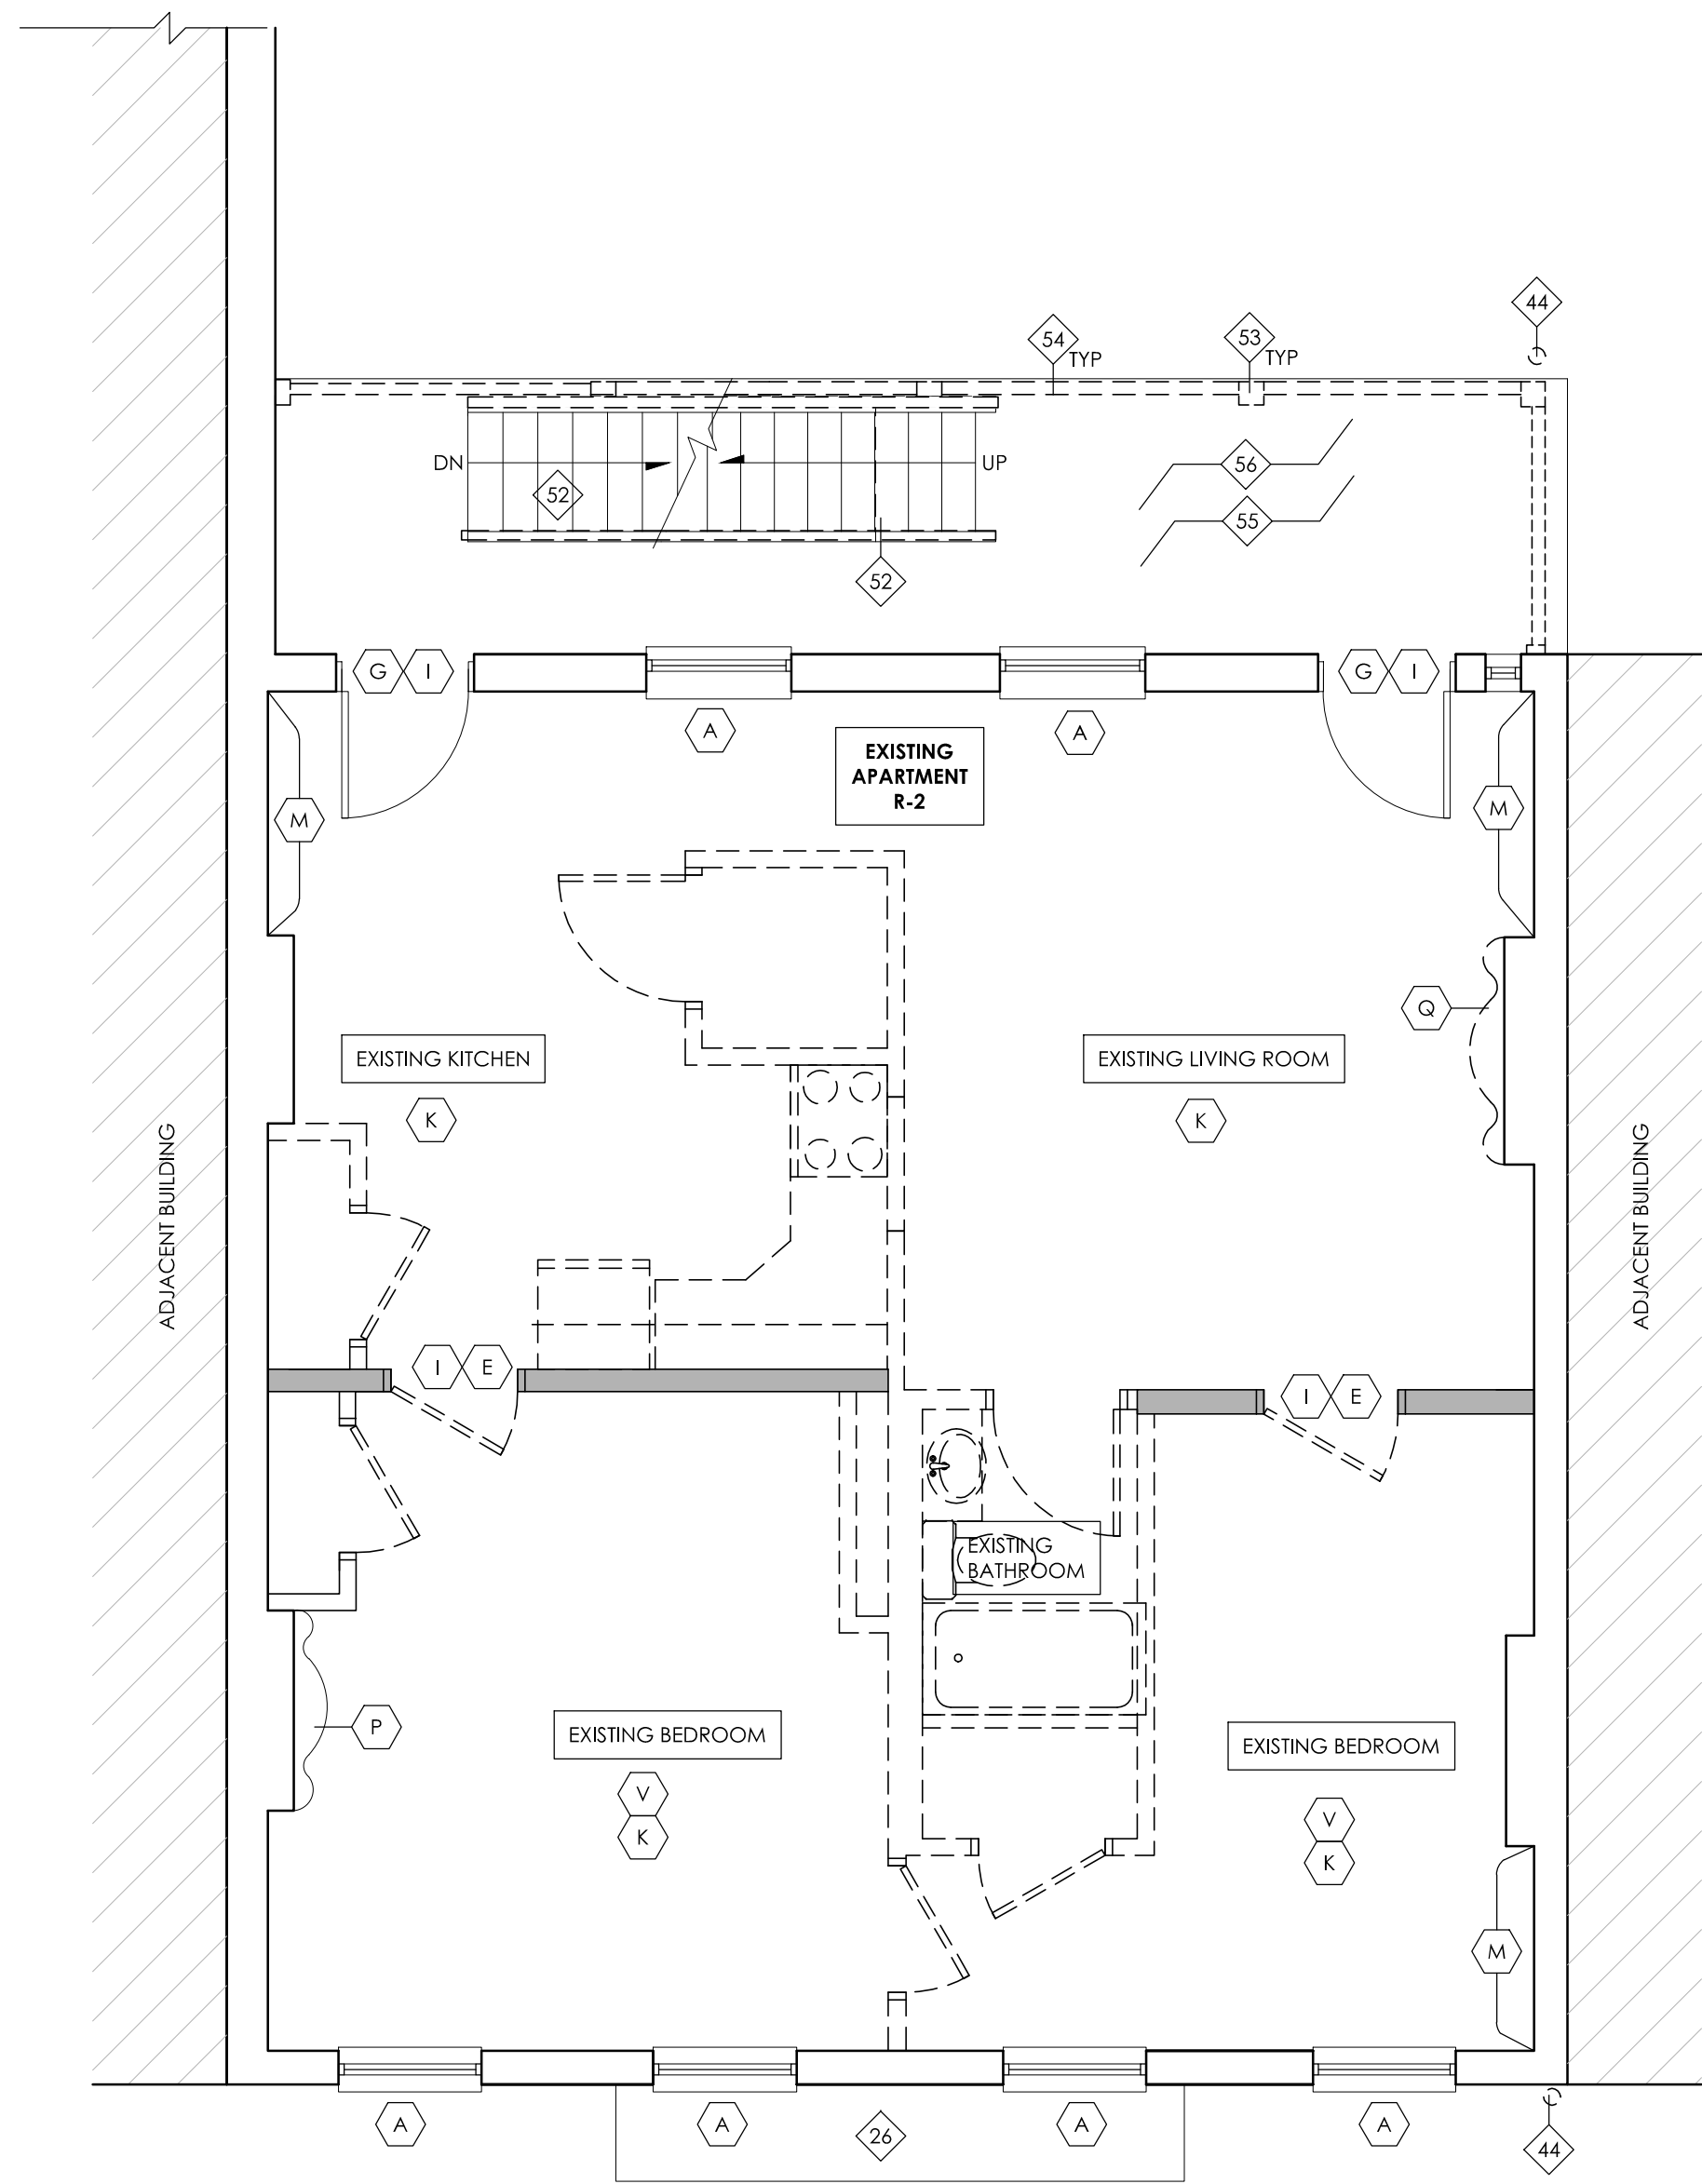 44
54
TYP
53
TYP
DN
UP
56
52
55
52
G
I
G
I
A
A
EXISTING
APARTMENT
R-2
M
M
Q
EXISTING KITCHEN
EXISTING LIVING ROOM
K
K
ADJACENT BUILDING
ADJACENT BUILDING
I
E
I
E
EXISTING
BATHROOM
P
EXISTING BEDROOM
EXISTING BEDROOM
V
K
V
K
M
A
A
26
A
A
44